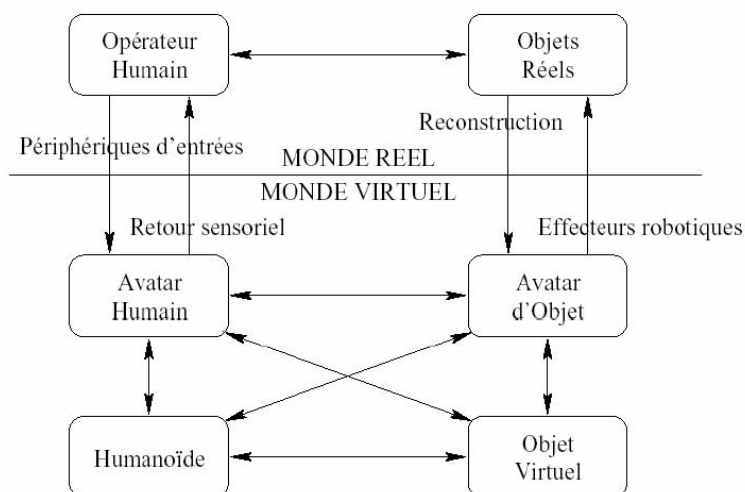 Opérateur
Humain
Objets
Réels
Reconstruction
Périphériques d'entrées
MONDE REEL
MONDE VIRTUEL
Retour sensoriel
Effecteurs robotiques
Avatar
Humain
Avatar
d'Objet
Humanoïde
Objet
Virtuel